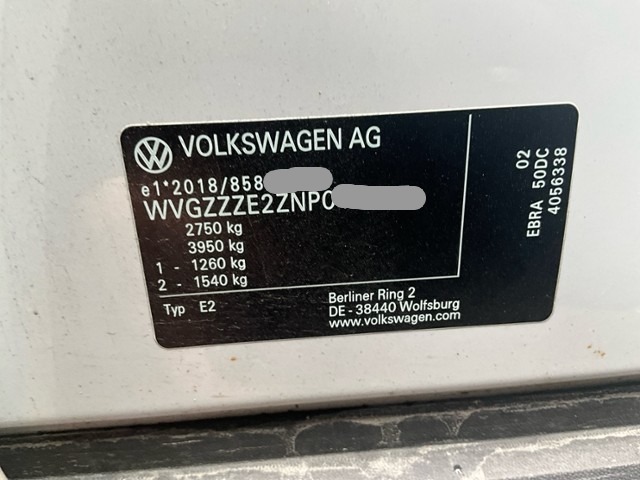 VOLKSWAGEN AG
e1*2018/858
WVGZZZE2ZNP0
2750 kg
3950 kg
1 - 1260 kg
2 - 1540 kg
Typ E2
Berliner Ring 2
DE - 38440 Wolfsburg
www.volkswagen.com
02
EBRA 50DC
4056338